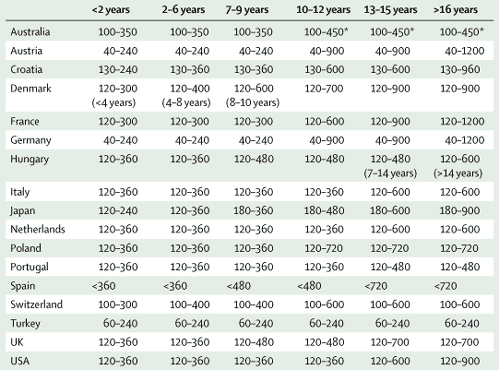 <2 years 2–6 years 7–9 years 10–12 years 13–15 years >16 years
Australia 100–350 100–350 100–350 100–450* 100–450* 100–450*
Austria 40–240 40–240 40–240 40–900 40–900 40–1200
Croatia 130–240 130–360 130–360 130–600 130–600 130–960
Denmark 120–300 120–400 120–600 120–700 120–900 120–900
(<4 years) (4–8 years) (8–10 years)
France 120–300 120–300 120–300 120–600 120–900 120–1200
Germany 40–240 40–240 40–240 40–900 40–900 40–1200
Hungary 120–360 120–360 120–480 120–480 120–480 120–600
(7–14 years) (>14 years)
Italy 120–360 120–360 120–360 120–360 120–600 120–600
Japan 120–240 120–360 180–360 180–480 180–600 180–900
Netherlands 120–360 120–360 120–360 120–360 120–600 120–600
Poland 120–360 120–360 120–360 120–720 120–720 120–720
Portugal 120–360 120–360 120–360 120–360 120–480 120–480
Spain <360 <360 <480 <480 <720 <720
Switzerland 100–300 100–400 100–400 100–600 100–600 100–600
Turkey 60–240 60–240 60–240 60–240 60–240 60–240
UK 120–360 120–360 120–480 120–480 120–700 120–700
USA 120–360 120–360 120–360 120–360 120–600 120–900